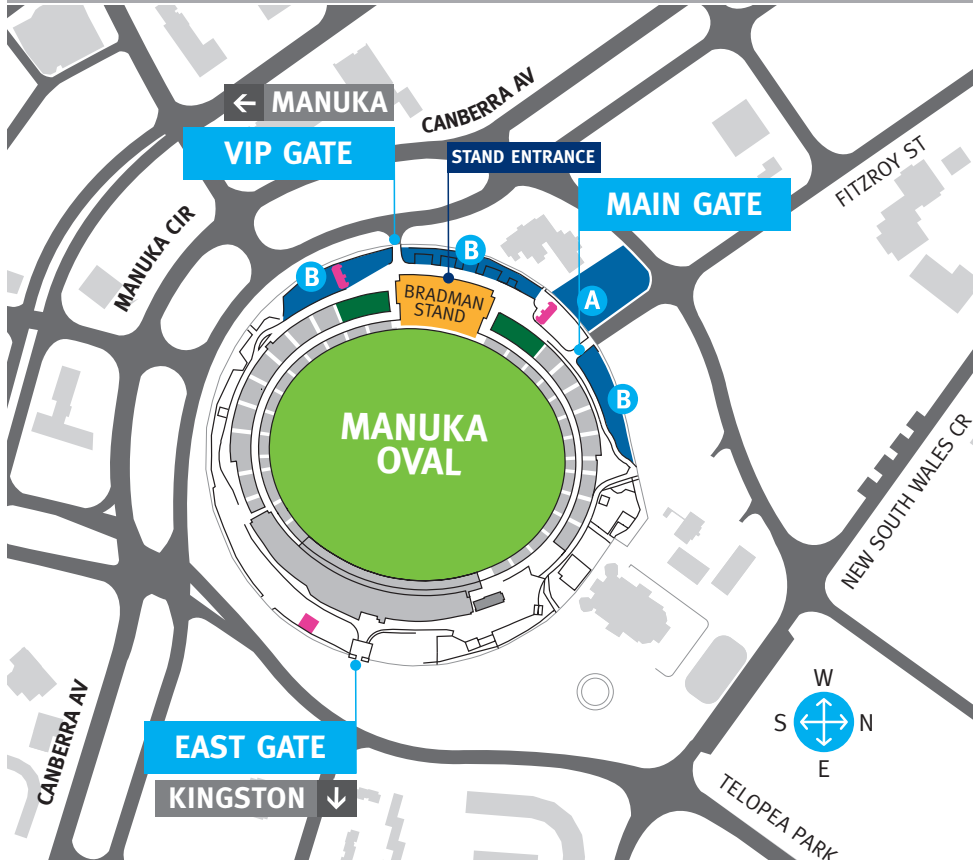 ← MANUKA
CANBERRA AV
VIP GATE
STAND ENTRANCE
FITZROY ST
MAIN GATE
MANUKA CIR
B
B
BRADMAN
STAND
A
B
MANUKA
OVAL
NEW SOUTH WALES CR
W
S
N
E
CANBERRA AV
EAST GATE
KINGSTON ↓
TELOPEA PARK